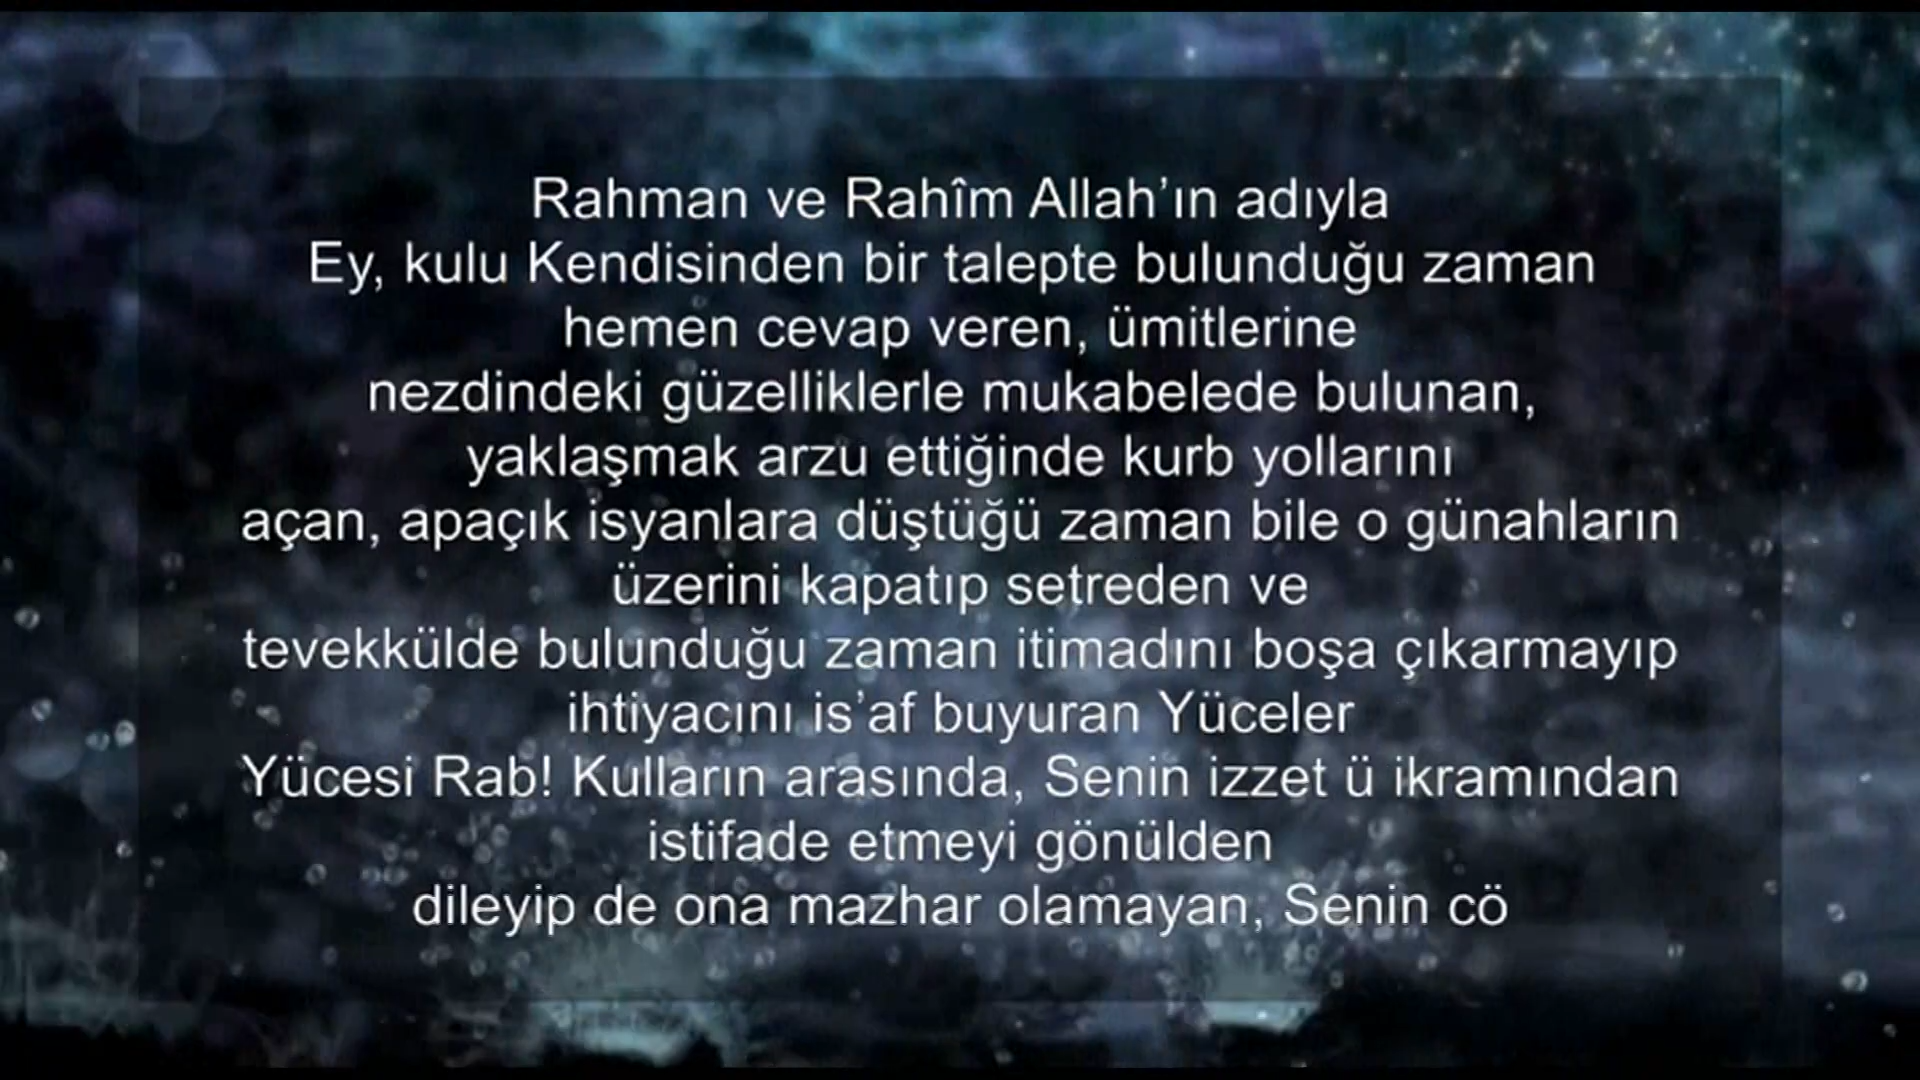 Rahman ve Rahîm Allah’ın adıyla
Ey, kulu Kendisinden bir talepte bulunduğu zaman
hemen cevap veren, ümitlerine
nezdindeki güzelliklerle mukabelede bulunan,
yaklaşmak arzu ettiğinde kurb yollarını
açan, apaçık isyanlara düştüğü zaman bile o günahların
üzerini kapatıp setreden ve
tevekkülde bulunduğu zaman itimadını boşa çıkarmayıp
ihtiyacını is’af buyuran Yüceler
Yücesi Rab! Kulların arasında, Senin izzet ü ikramından
istifade etmeyi gönülden
dileyip de ona mazhar olamayan, Senin cö